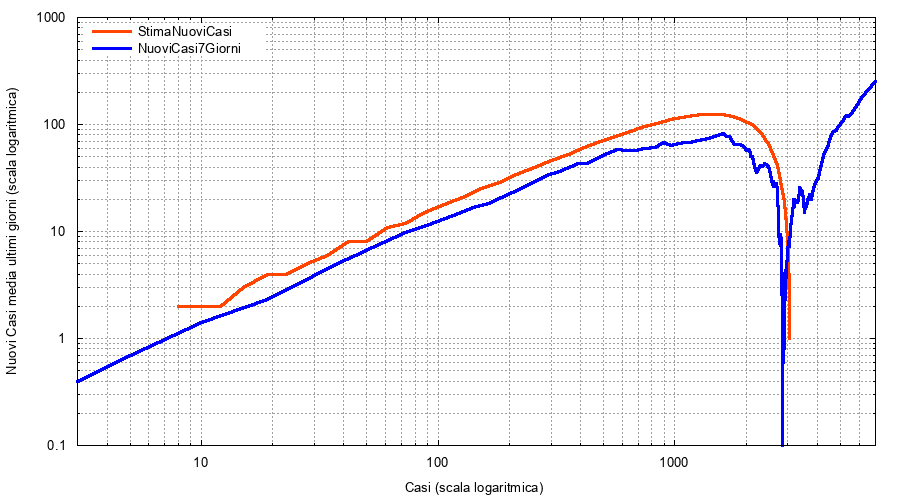 1000
StimaNuoviCasi
NuoviCasi7Giorni
100
10
1
0.1
10
100
1000
Nuovi Casi media ultimi giorni (scala logaritmica)
Casi (scala logaritmica)